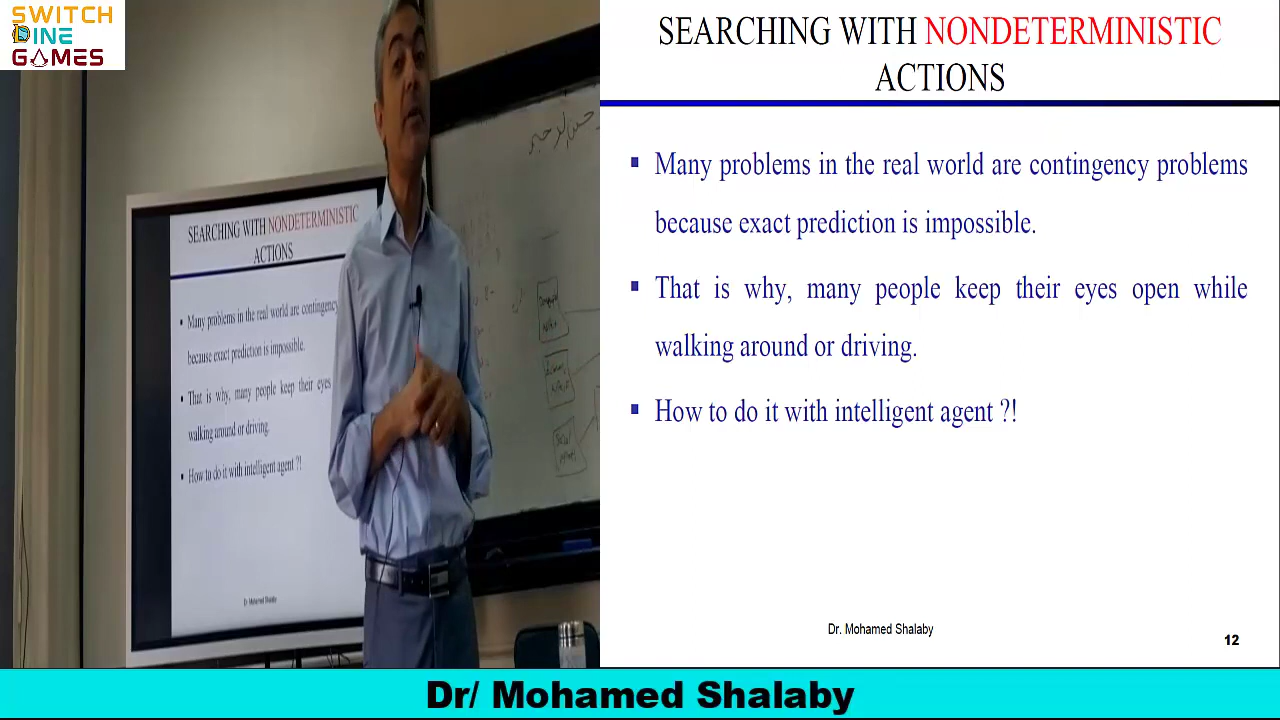 SWITCH
DINE
GAMES
SEARCHING WITH NONDETERMINISTIC
ACTIONS
▪ Many problems in the real world are contingency
because exact prediction is impossible.
▪ That is why, many people keep their eyes
walking around or driving.
▪ How to do it with intelligent agent ?!
Dr. Mohamed Shalaby
SEARCHING WITH NONDETERMINISTIC
ACTIONS
▪ Many problems in the real world are contingency problems
because exact prediction is impossible.
▪ That is why, many people keep their eyes open while
walking around or driving.
▪ How to do it with intelligent agent ?!
Dr. Mohamed Shalaby
12
Dr/ Mohamed Shalaby